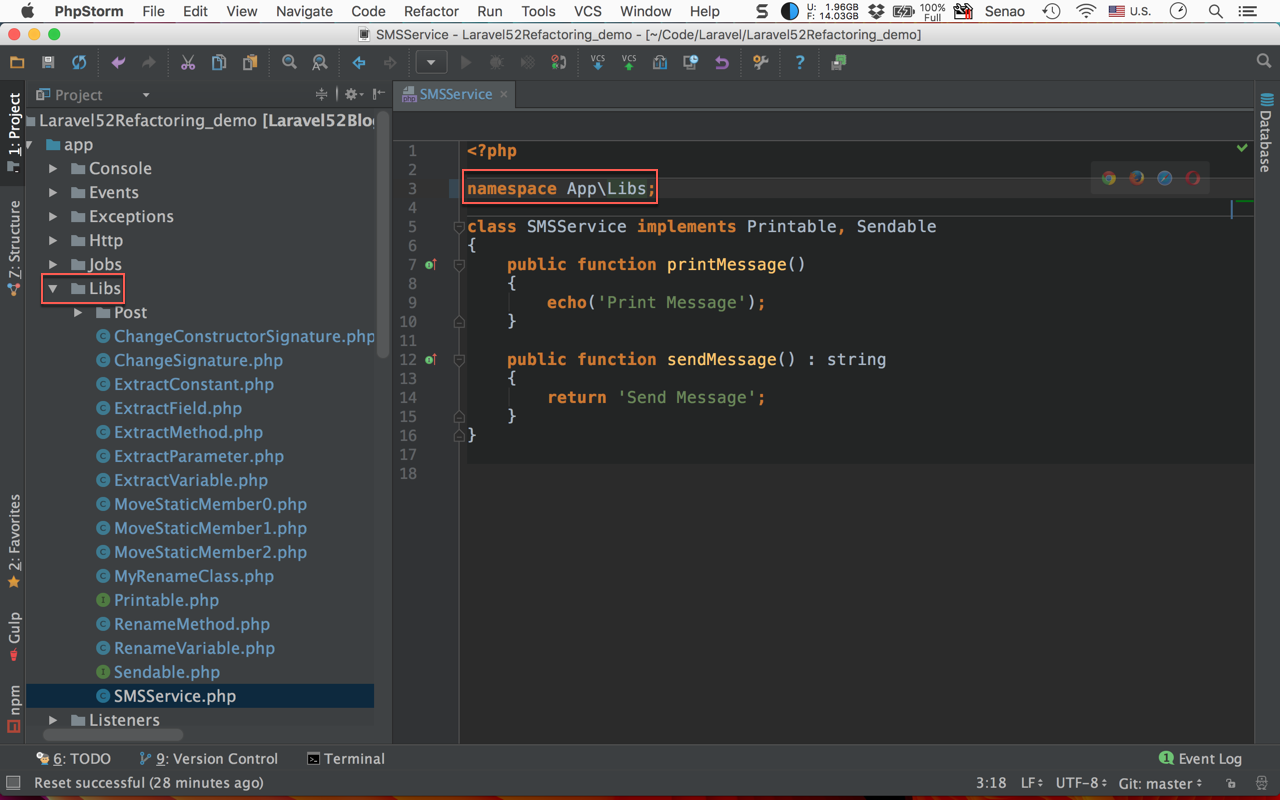 PhpStorm File Edit View Navigate Code Refactor Run Tools VCS Window Help U: 1.96GB F: 14.03GB 100% Full Senao U.S.
SMSService - Laravel52Refactoring_demo - [~/Code/Laravel/Laravel52Refactoring_demo]
VCS VCS
1: Project
Z: Structure
2: Favorites
Gulp
npm
Project
Laravel52Refactoring_demo [Laravel52Blo
app
Console
Events
Exceptions
Http
Jobs
Libs
Post
ChangeConstructorSignature.php
ChangeSignature.php
ExtractConstant.php
ExtractField.php
ExtractMethod.php
ExtractParameter.php
ExtractVariable.php
MoveStaticMember0.php
MoveStaticMember1.php
MoveStaticMember2.php
MyRenameClass.php
Printable.php
RenameMethod.php
RenameVariable.php
Sendable.php
SMSService.php
Listeners
SMSService
1 <?php
2
3 namespace App\Libs;
4
5 class SMSService implements Printable, Sendable
6 {
7 public function printMessage()
8 {
9 echo('Print Message');
10 }
11
12 public function sendMessage() : string
13 {
14 return 'Send Message';
15 }
16 }
17
18
Database
6: TODO 9: Version Control Terminal 1 Event Log
Reset successful (28 minutes ago) 3:18 LF UTF-8 Git: master